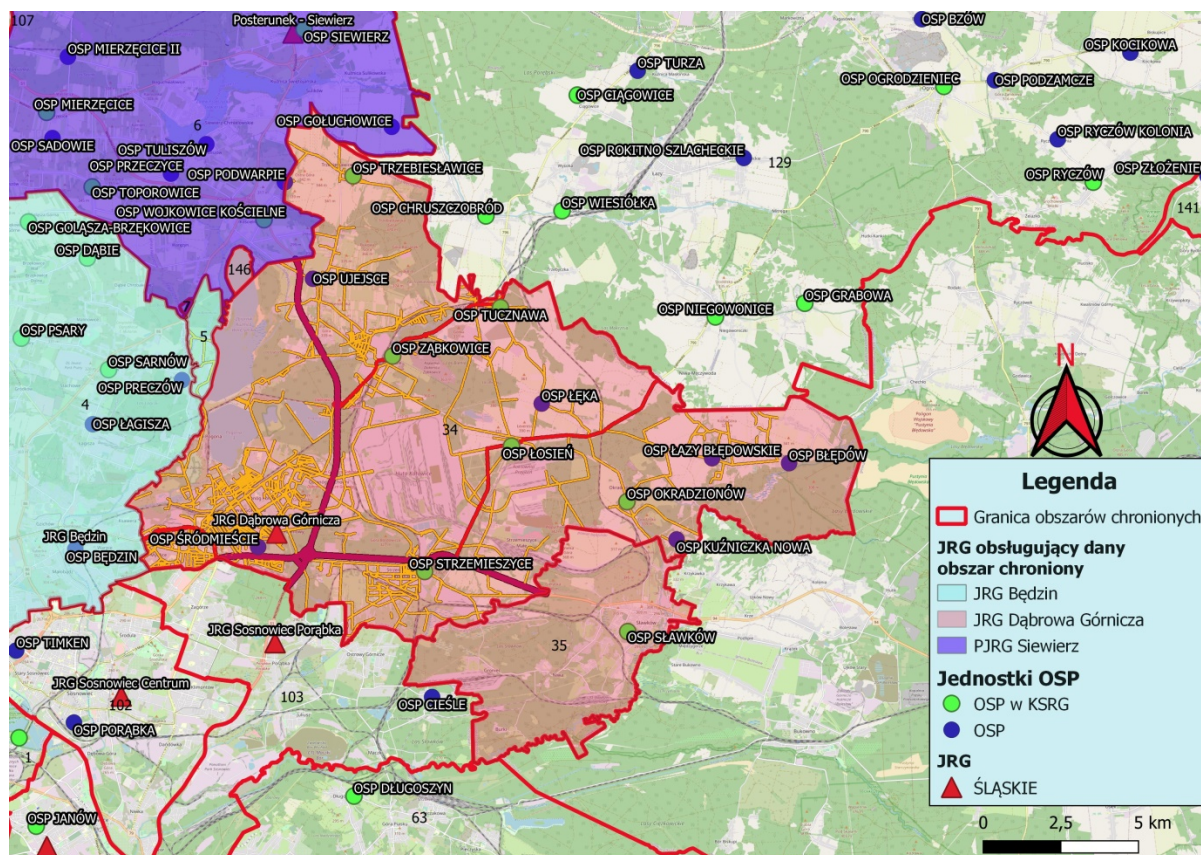 107
Posterunek - Siewierz
OSP SIEWIERZ
OSP MIERZĘCICE II
OSP BZÓW
OSP KOCIKOWA
OSP TURZA
OSP CIĄGOWICE
OSP OGRODZIENIEC
OSP PODZAMCZE
OSP MIERZĘCICE
6
OSP GOŁUCHOWICE
OSP SADOWIE
OSP TULISZÓW
OSP ROKITNO SZLACHECKIE
129
OSP RYCZÓW KOLONIA
OSP PRZECZYCE
OSP PODWARPIE
OSP TRZEBIESŁAWICE
OSP RYCZÓW
OSP ZŁOŻENIEC
OSP TOPOROWICE
OSP WOJKOWICE KOŚCIELNE
OSP CHRUSZCZOBRÓD
OSP WIESIÓŁKA
141
OSP GOLĄSZA-BRZĘKOWICE
OSP DĄBIE
146
OSP UJEJSCE
OSP NIEGOWONICE
OSP GRABOWA
OSP TUCZNAWA
OSP PSARY
5
OSP SARNÓW
OSP ZĄBKOWICE
OSP PRECZÓW
4
OSP ŁAGISZA
OSP ŁĘKA
34
OSP ŁOSIEŃ
OSP ŁAZY BŁĘDOWSKIE
OSP BŁĘDÓW
OSP OKRADZIONÓW
JRG Dąbrowa Górnicza
JRG Będzin
OSP ŚRÓDMIEŚCIE
OSP BĘDZIN
OSP KUŹNICZKA NOWA
OSP STRZEMIESZYCE
JRG Sosnowiec Porąbka
OSP SŁAWKÓW
OSP TIMKEN
35
JRG Sosnowiec Centrum
102
103
OSP CIEŚLE
OSP PORĄBKA
1
OSP DŁUGOSZYN
63
OSP JANÓW
N
Legenda
Granica obszarów chronionych
JRG obsługujący dany
obszar chroniony
JRG Będzin
JRG Dąbrowa Górnicza
PJRG Siewierz
Jednostki OSP
OSP w KSRG
OSP
JRG
ŚLĄSKIE
0 2,5 5 km